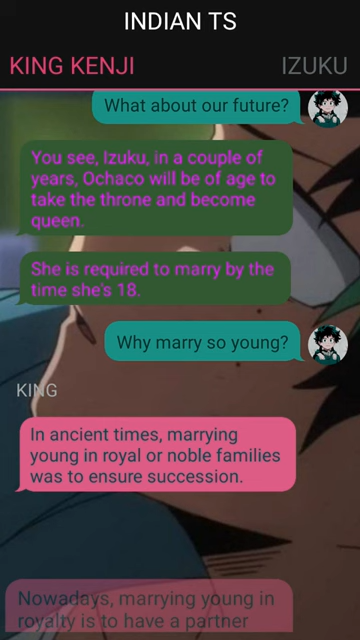 INDIAN TS
KING KENJI
IZUKU
What about our future?
You see, Izuku, in a couple of
years, Ochaco will be of age to
take the throne and become
queen.
She is required to marry by the
time she's 18.
Why marry so young?
KING
In ancient times, marrying
young in royal or noble families
was to ensure succession.
Nowadays, marrying young in
royalty is to have a partner